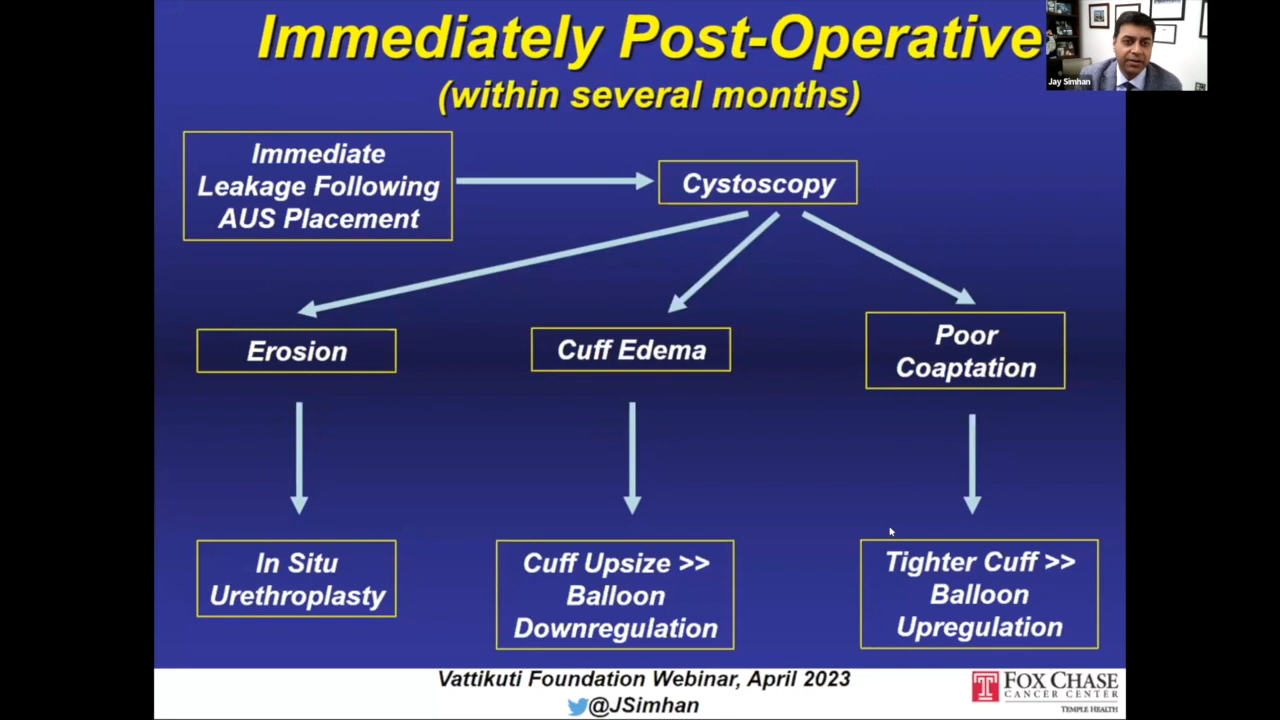 Immediately Post-Operative
(within several months)
Jay Simhan
Immediate
Leakage Following
AUS Placement
Cystoscopy
Erosion
Cuff Edema
Poor
Coaptation
In Situ
Urethroplasty
Cuff Upsize >>
Balloon
Downregulation
Tighter Cuff >>
Balloon
Upregulation
Vattikuti Foundation Webinar, April 2023
@JSimhan
T
FOX CHASE
CANCER CENTER
TEMPLE HEALTH